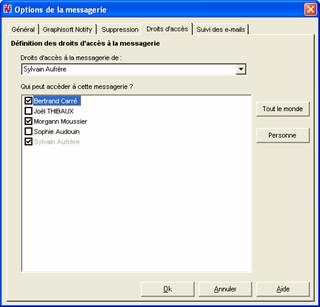 Options de la messagerie
Général
Graphisoft Notify
Suppression
Droits d'accès
Suivi des e-mails
Définition des droits d'accès à la messagerie
Droits d'accès à la messagerie de :
Sylvain Autrère
Qui peut accèder à cette messagerie ?
Bertrand Carré
Joël THIBAUX
Morgann Moussier
Sophie Audouin
Sylvain Autrère
Tout le monde
Personne
Ok
Annuler
Aide